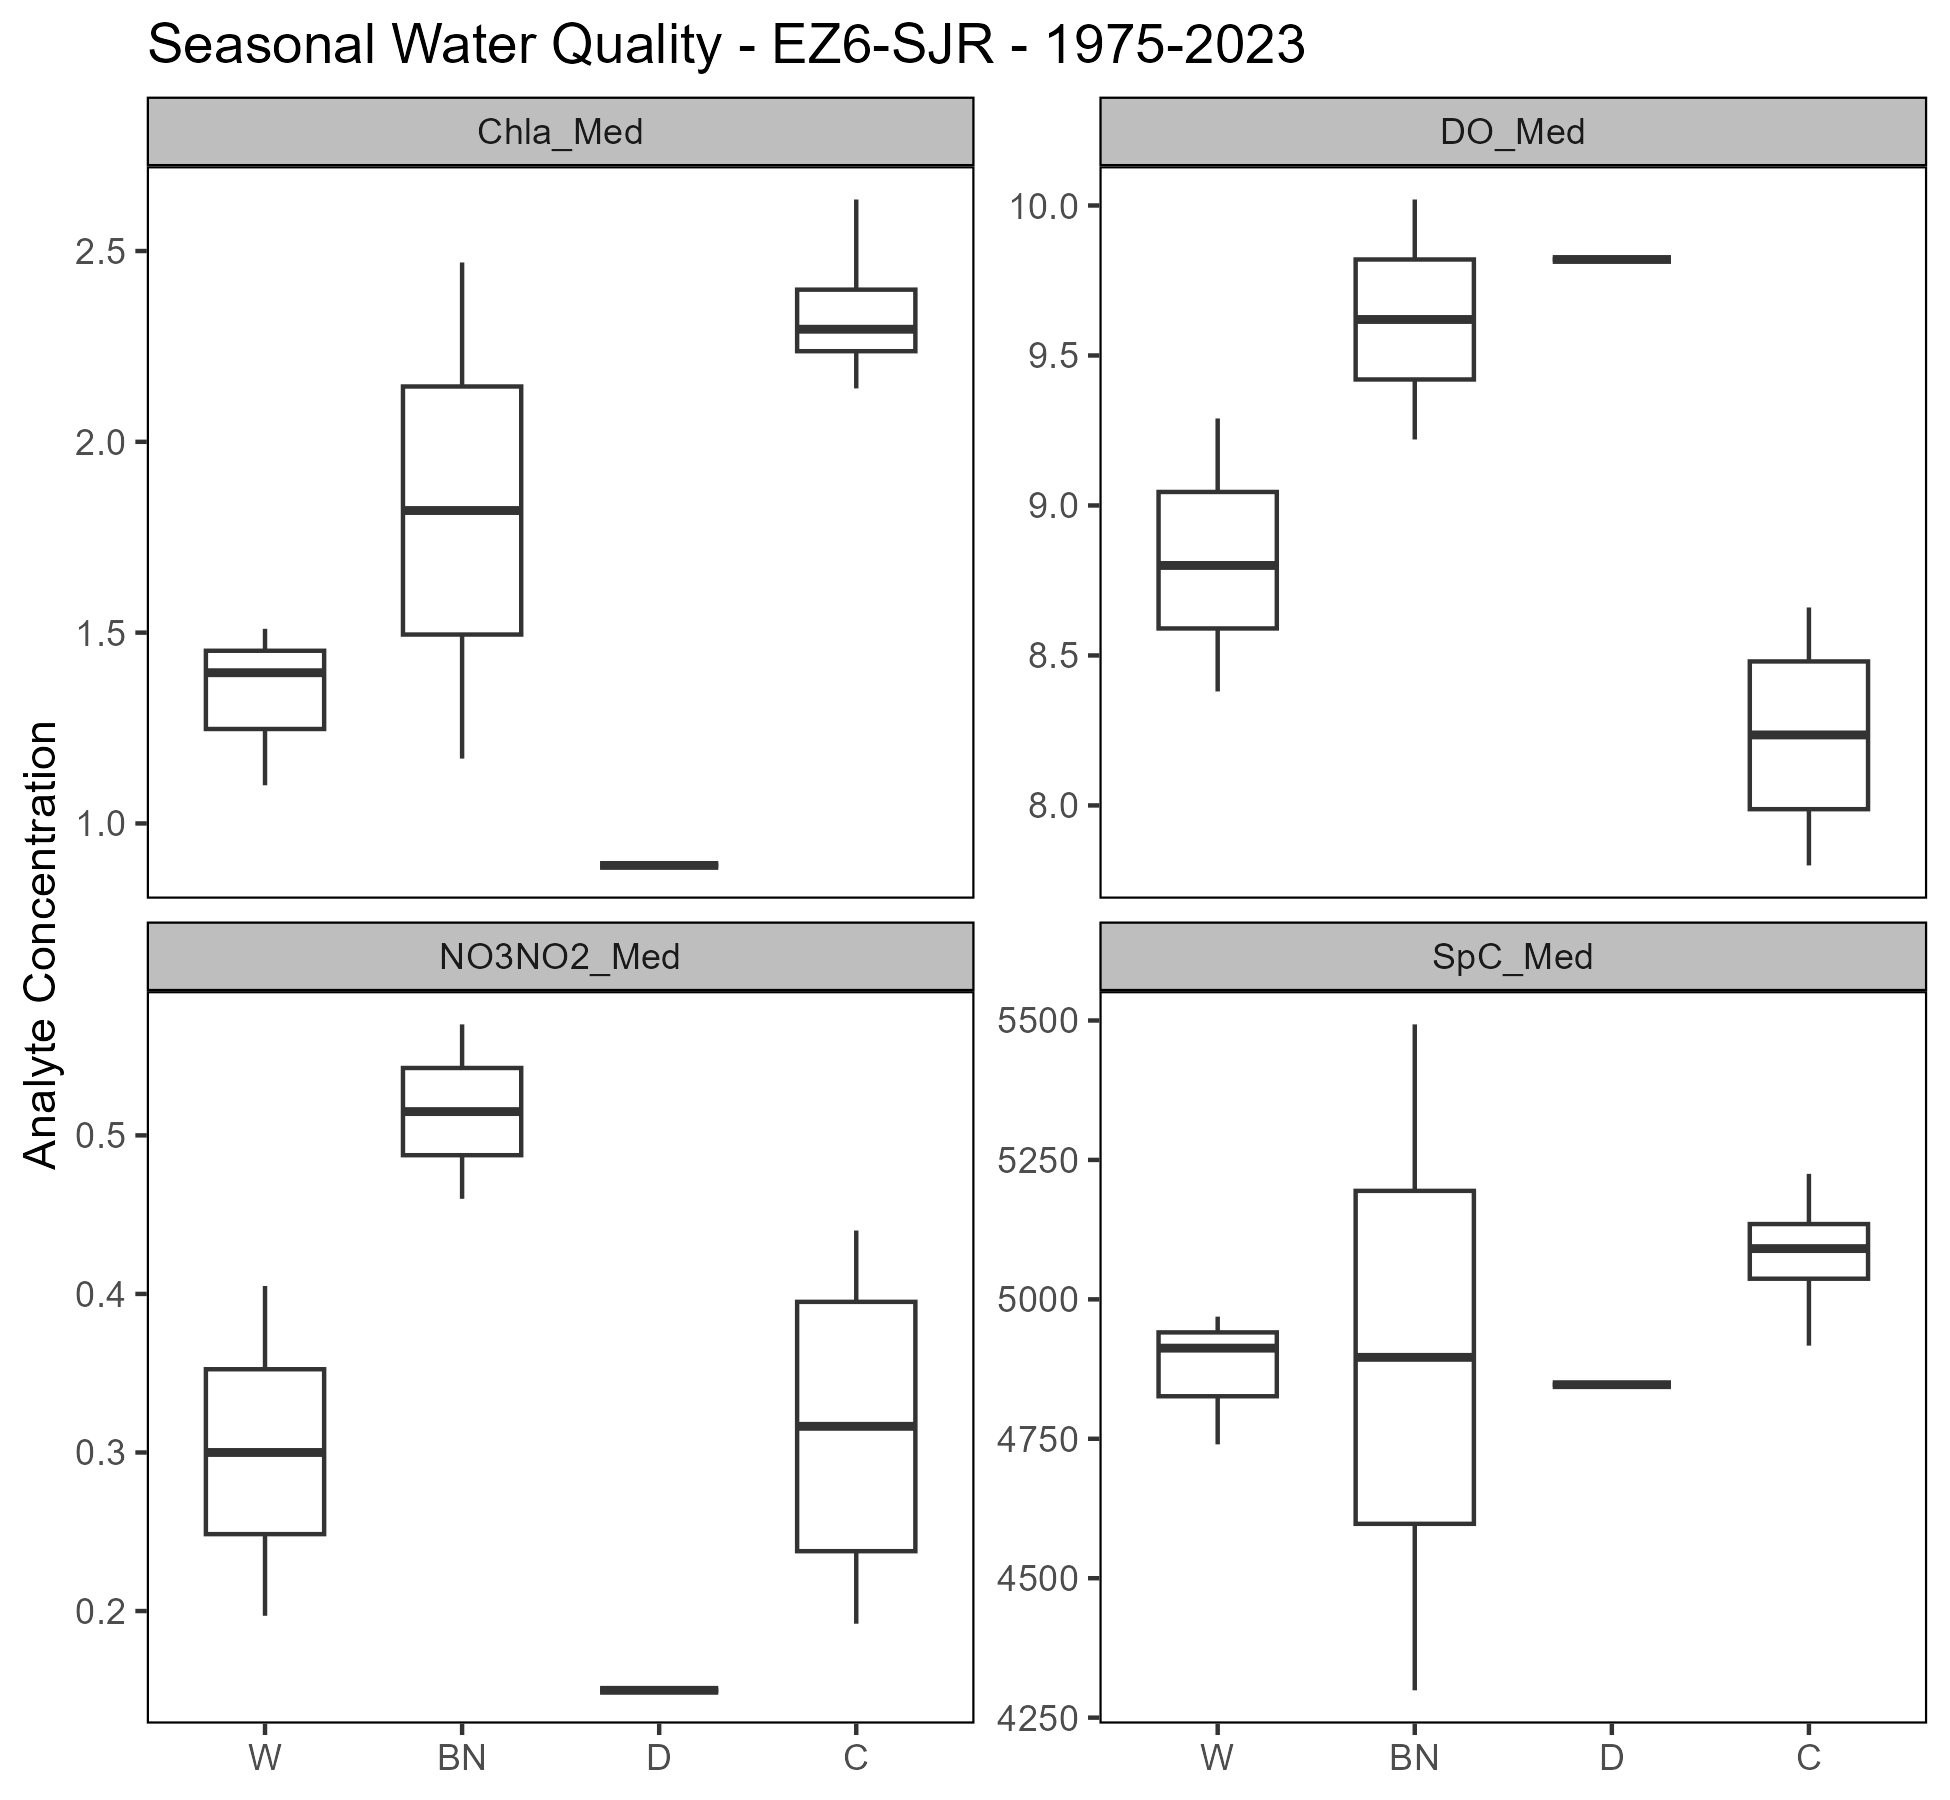 Seasonal Water Quality - EZ6-SJR - 1975-2023
Analyte Concentration
Chla_Med
2.5
2.0
1.5
1.0
DO_Med
10.0
9.5
9.0
8.5
8.0
NO3NO2_Med
0.5
0.4
0.3
0.2
W BN D C
SpC_Med
5500
5250
5000
4750
4500
4250
W BN D C